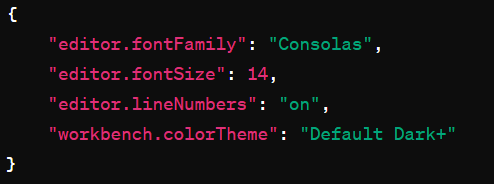 {
    "editor.fontFamily": "Consolas",
    "editor.fontSize": 14,
    "editor.lineNumbers": "on",
    "workbench.colorTheme": "Default Dark+"
}